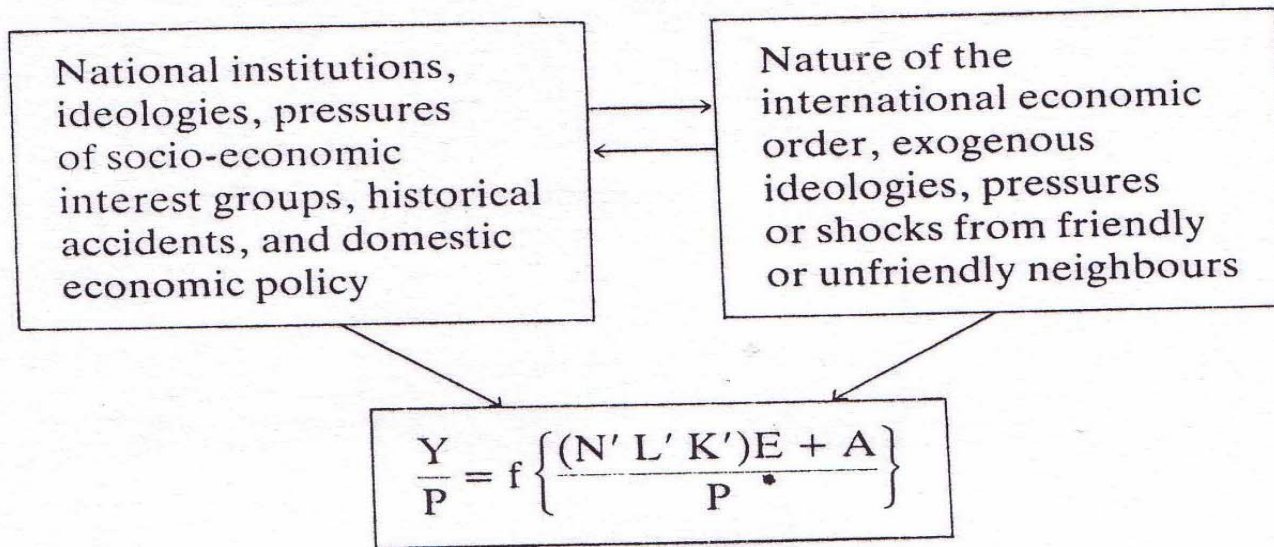 National institutions,
ideologies, pressures
of socio-economic
interest groups, historical
accidents, and domestic
economic policy
Nature of the
international economic
order, exogenous
ideologies, pressures
or shocks from friendly
or unfriendly neighbours
Y/P = f {(N′ L′ K′)E + A / P}